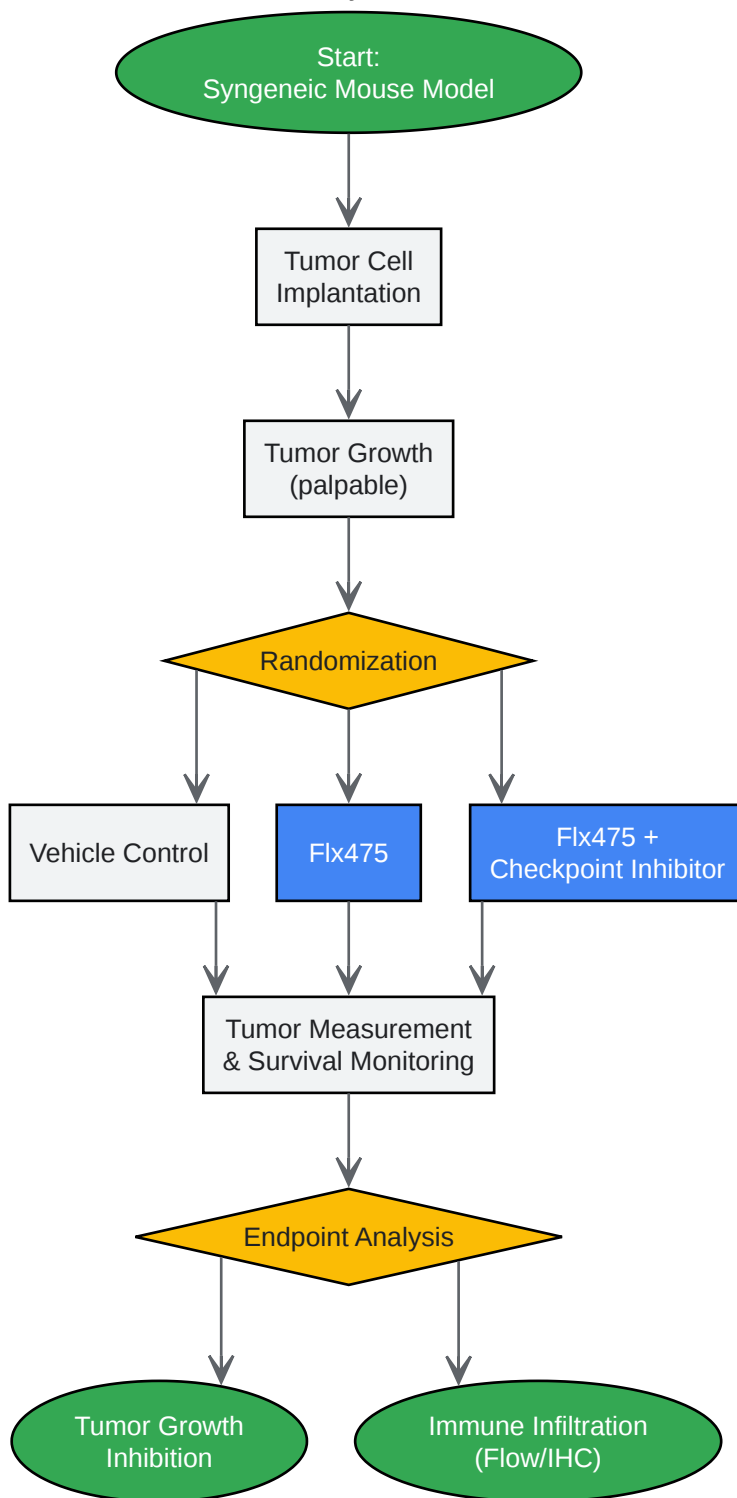 Start:
Syngeneic Mouse Model
Tumor Cell
Implantation
Tumor Growth
(palpable)
Randomization
Vehicle Control
Flx475
Flx475 +
Checkpoint Inhibitor
Tumor Measurement
& Survival Monitoring
Endpoint Analysis
Tumor Growth
Inhibition
Immune Infiltration
(Flow/IHC)